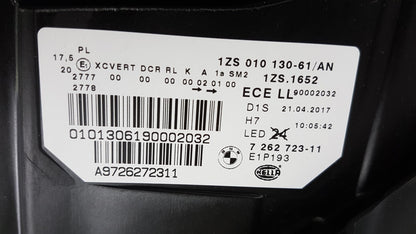 PL
1ZS 010 130-61/AN
17,5
E1
XCVERT DCR RL K A 1a SM2
1ZS.1652
20
2777 00 00 00 00 02 01 00
2778
ECE LL 90002032
D1S 21.04.2017
H7 10:05:42
LED 24
0101306190002032
7 262 723-11
E1P193
BMW
HELLA
A9726272311